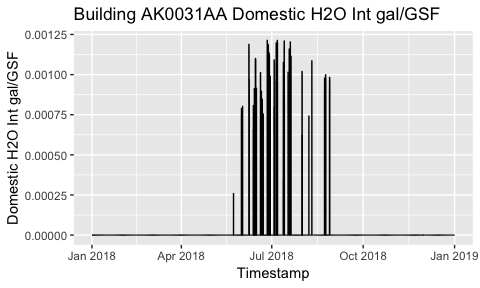 Building AK0031AA Domestic H2O Int gal/GSF
Domestic H2O Int gal/GSF
0.00125
0.00100
0.00075
0.00050
0.00025
0.00000
Jan 2018 Apr 2018 Jul 2018 Oct 2018 Jan 2019
Timestamp